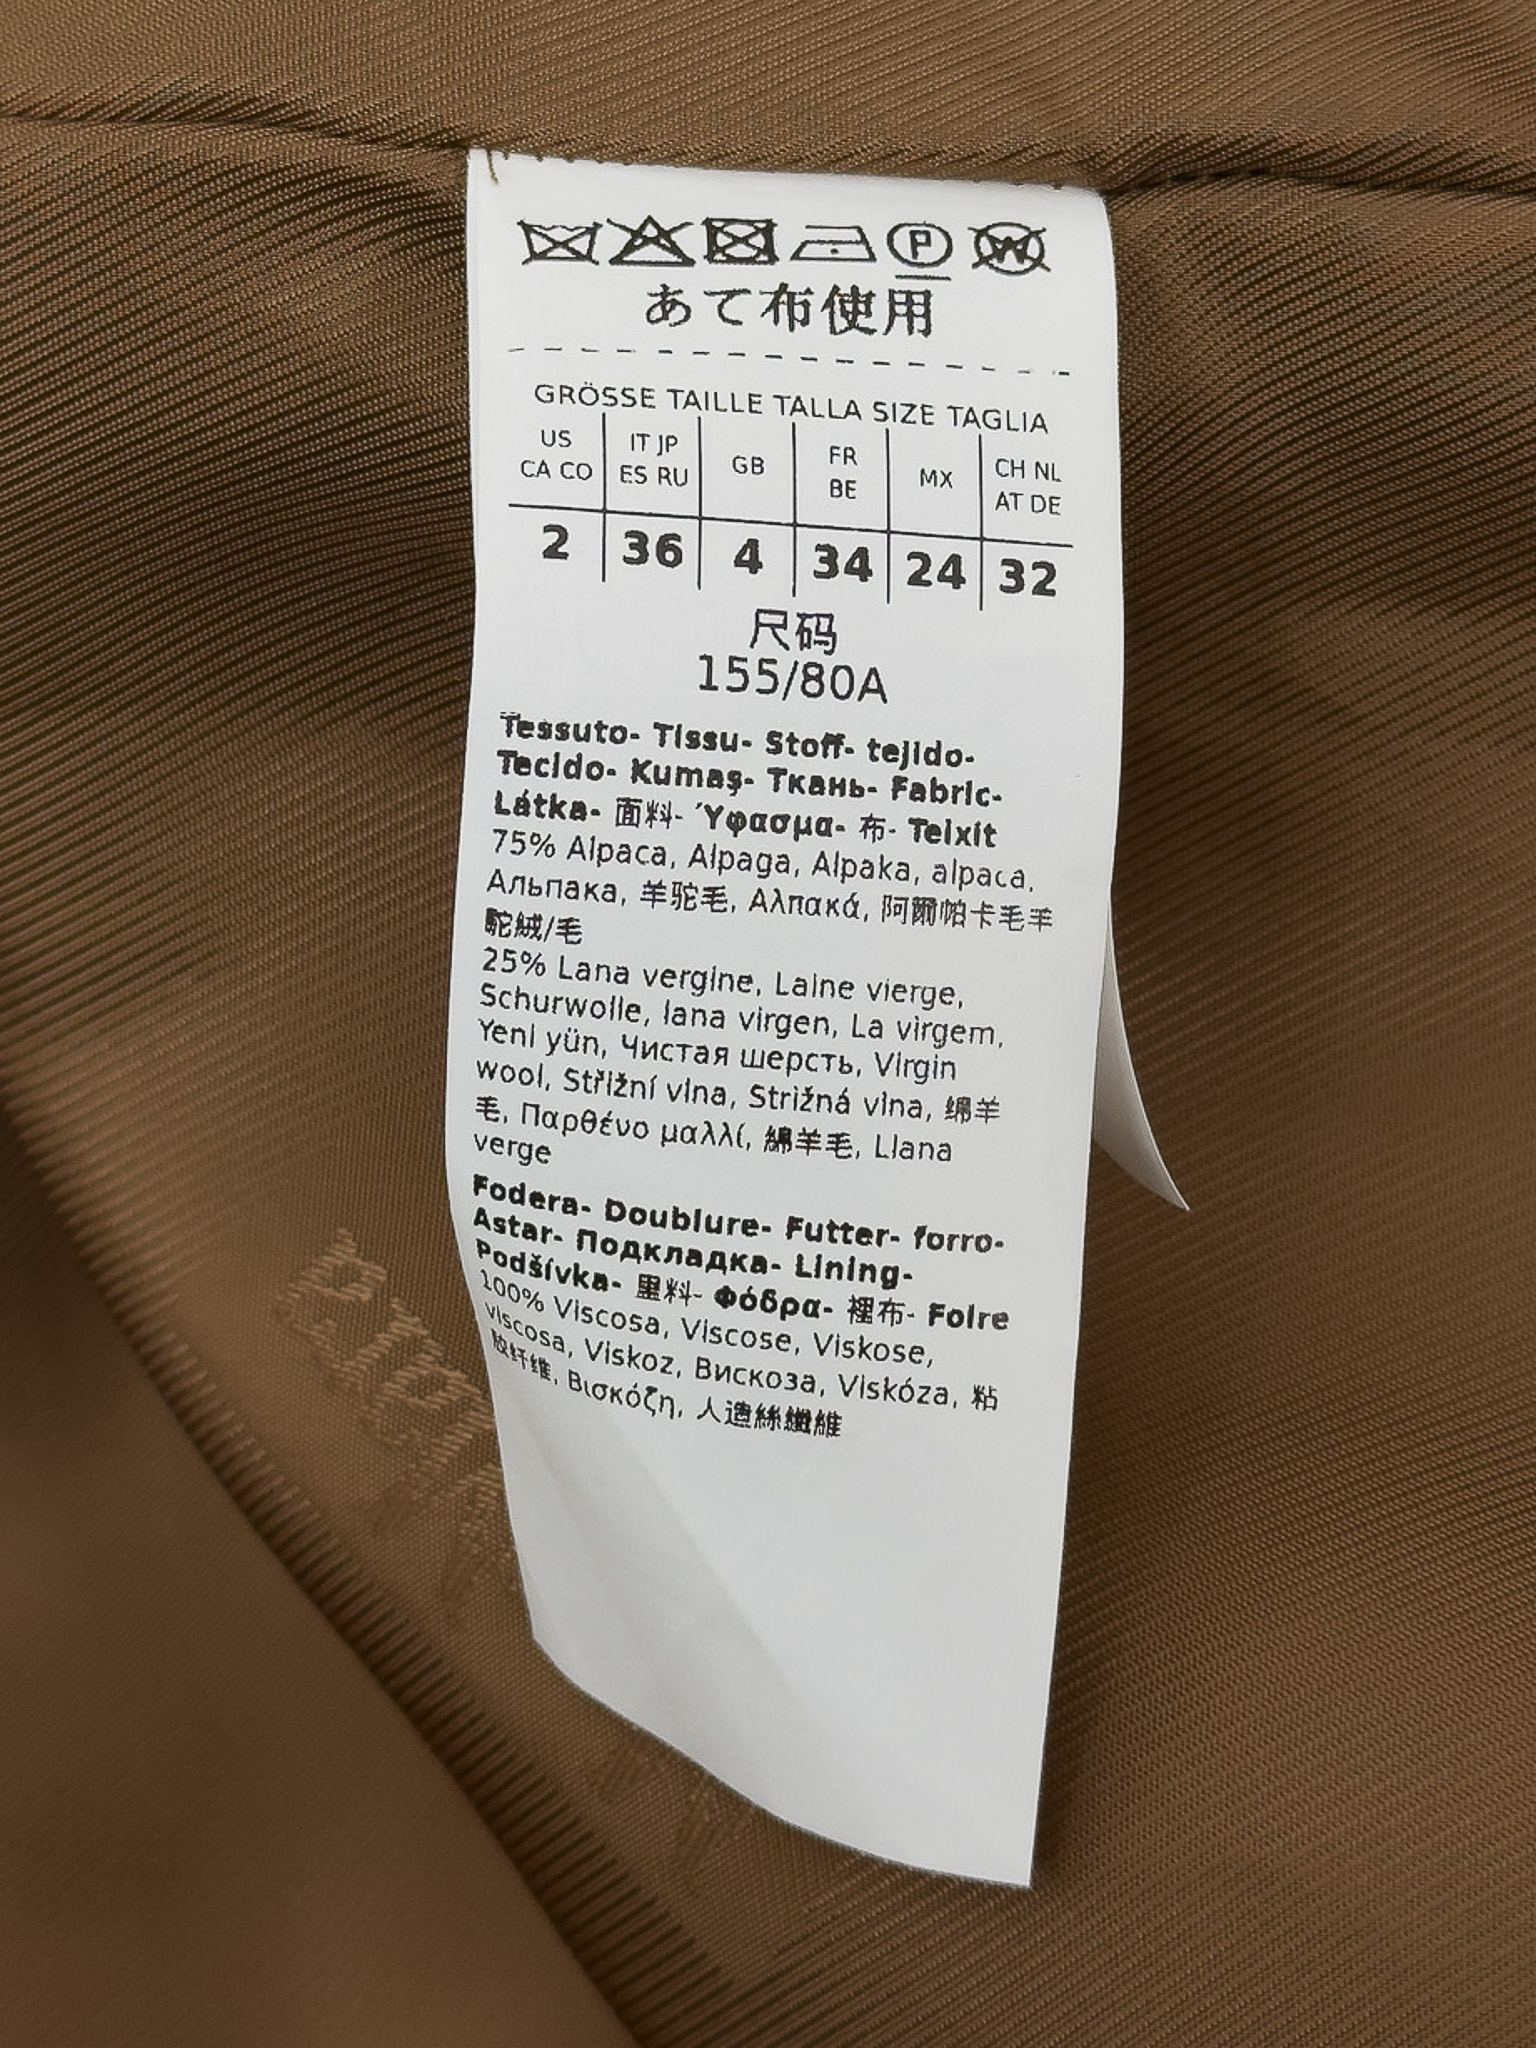 P W
あて布使用
GRÖSSE TAILLE TALLA SIZE TAGLIA
US CA CO IT JP ES RU GB FR BE MX CH NL AT DE
2 36 4 34 24 32
尺码
155/80A
Tessuto- Tissu- Stoff- tejido-
Tecido- Kumaş- Ткань- Fabric-
Látka- 面料- Ύφασμα- 布- Teixit
75% Alpaca, Alpaga, Alpaka, alpaca,
Альпака, 羊驼毛, Αλπακά, 阿爾帕卡毛羊
駝絨/毛
25% Lana vergine, Laine vierge,
Schurwolle, lana virgen, La virgem,
Yeni yün, Чистая шерсть, Virgin
wool, Střižní vlna, Strižná vlna, 绵羊
毛, Παρθένο μαλλί, 綿羊毛, Llana
verge
Fodera- Doublure- Futter- forro-
Astar- Подкладка- Lining-
Podšívka- 里料- Φόδρα- 裡布- Folre
100% Viscosa, Viscose, Viskose,
viscosa, Viskoz, Вискоза, Viskóza, 粘
胶纤维, Βισκόζη, 人造絲纖維